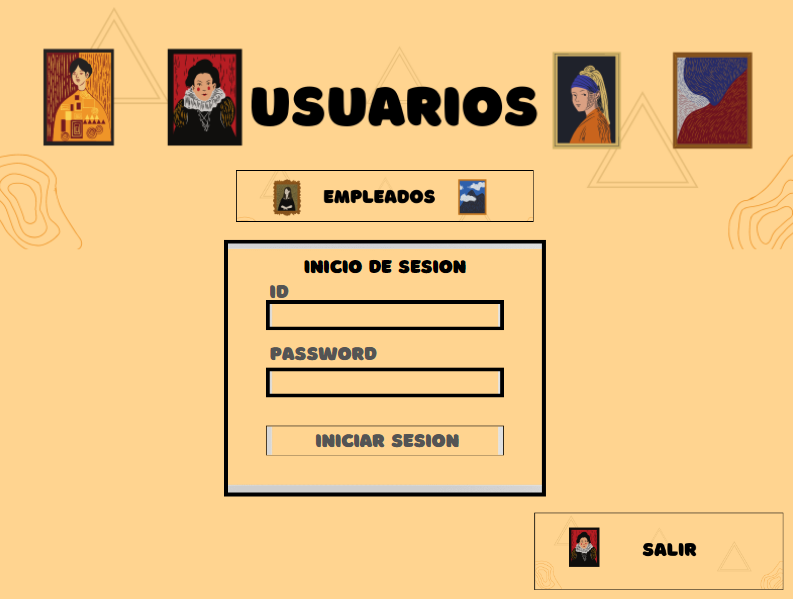 USUARIOS
EMPLEADOS
INICIO DE SESION
ID
PASSWORD
INICIAR SESION
SALIR